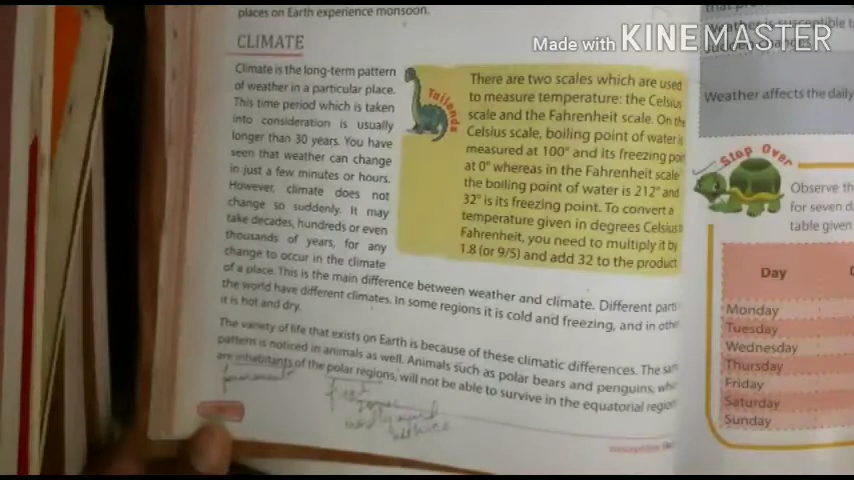 places on Earth experience monsoon.
CLIMATE
Climate is the long-term pattern
of weather in a particular place.
This time period which is taken
into consideration is usually
longer than 30 years. You have
seen that weather can change
in just a few minutes or hours.
However, climate does not
change so suddenly. It may
take decades, hundreds or even
thousands of years, for any
change to occur in the climate
of a place. This is the main difference between weather and climate. Different parts
the world have different climates. In some regions it is cold and freezing, and in othe
it is hot and dry.
The variety of life that exists on Earth is because of these climatic differences. The sam
pattern is noticed in animals as well. Animals such as polar bears and penguins, whi
are inhabitants of the polar regions, will not be able to survive in the equatorial region
Tailends
There are two scales which are used
to measure temperature: the Celsius
scale and the Fahrenheit scale. On the
Celsius scale, boiling point of water is
measured at 100° and its freezing poi
at 0° whereas in the Fahrenheit scale
the boiling point of water is 212° and
32° is its freezing point. To convert a
temperature given in degrees Celsius
Fahrenheit, you need to multiply it by
1.8 (or 9/5) and add 32 to the product
Made with KINEMASTER
Weather is susceptible to
Weather affects the daily
Stop Over
Observe th
for seven d
table given
Day
Monday
Tuesday
Wednesday
Thursday
Friday
Saturday
Sunday